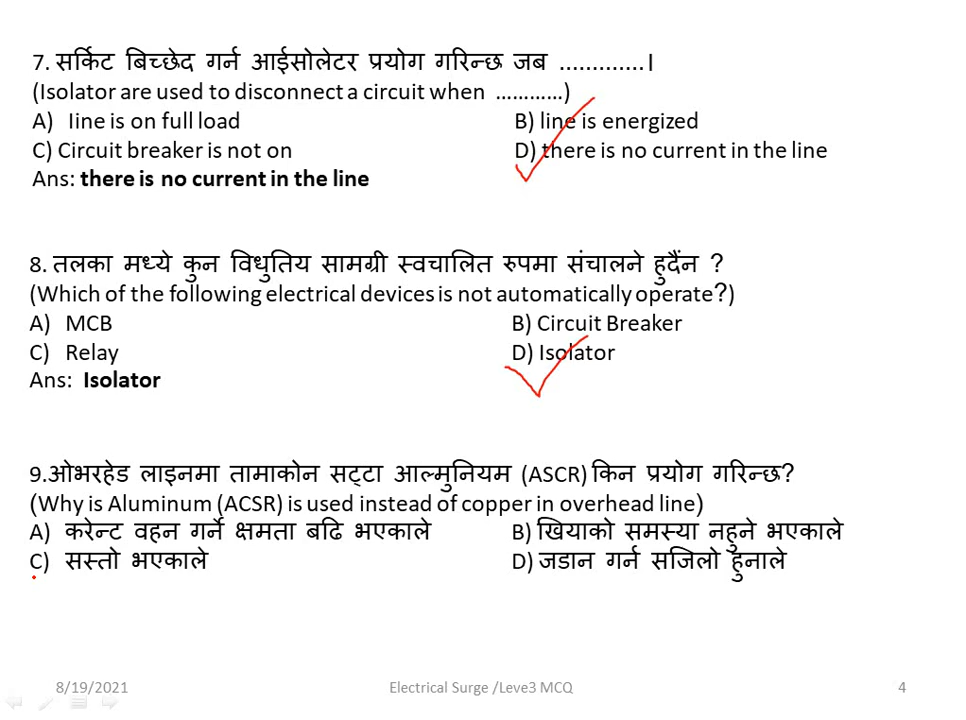 7. सर्किट बिच्छेद गर्न आईसोलेटर प्रयोग गरिन्छ जब .............।
(Isolator are used to disconnect a circuit when ............)
A) Iine is on full load B) line is energized
C) Circuit breaker is not on D) there is no current in the line
Ans: there is no current in the line
8. तलका मध्ये कुन विधुतिय सामग्री स्वचालित रुपमा संचालने हुदैंन ?
(Which of the following electrical devices is not automatically operate?)
A) MCB B) Circuit Breaker
C) Relay D) Isolator
Ans: Isolator
9.ओभरहेड लाइनमा तामाकोन सट्टा आल्मुनियम (ASCR) किन प्रयोग गरिन्छ?
(Why is Aluminum (ACSR) is used instead of copper in overhead line)
A) करेन्ट वहन गर्ने क्षमता बढि भएकाले B) खियाको समस्या नहुने भएकाले
C) सस्तो भएकाले D) जडान गर्न सजिलो हुनाले
8/19/2021 Electrical Surge /Leve3 MCQ 4